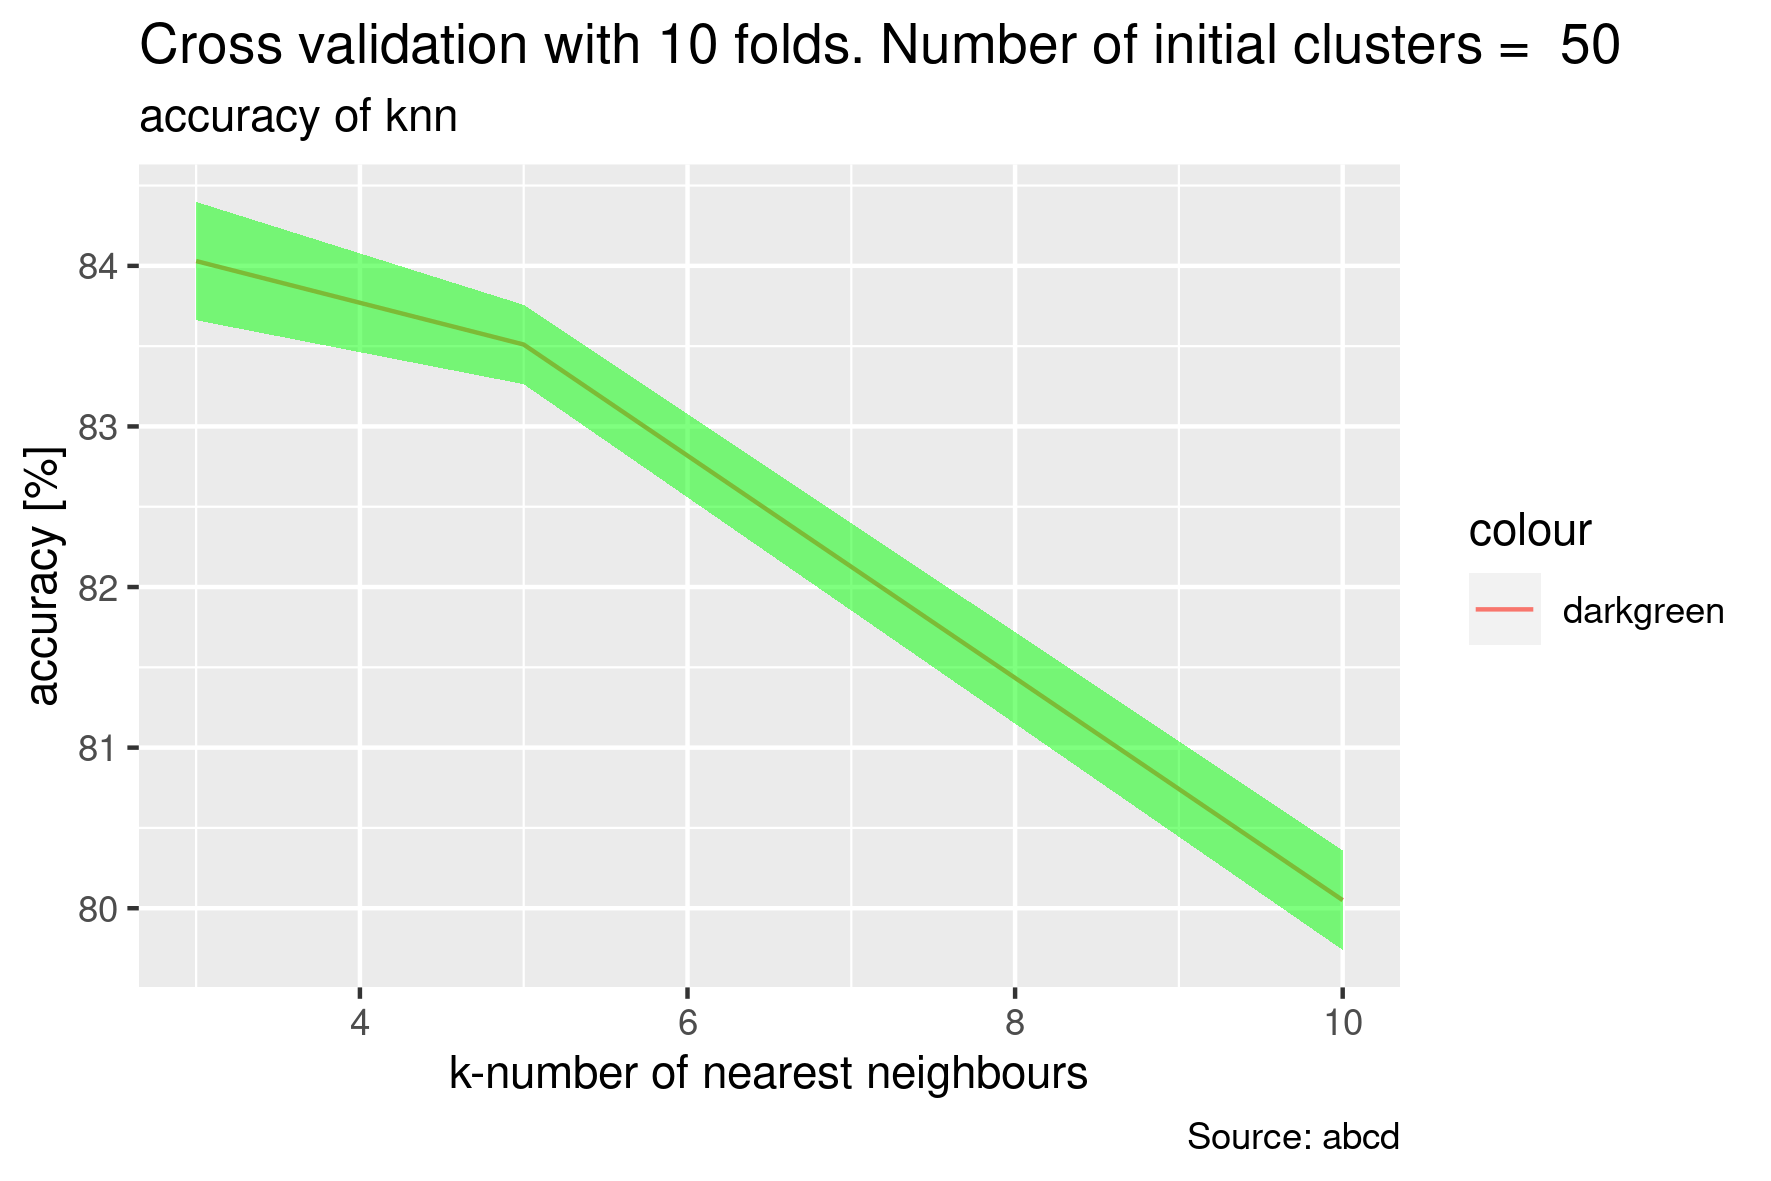 Cross validation with 10 folds. Number of initial clusters =  50
accuracy of knn
84
83
82
81
80
accuracy [%]
4
6
8
10
k-number of nearest neighbours
colour
darkgreen
Source: abcd